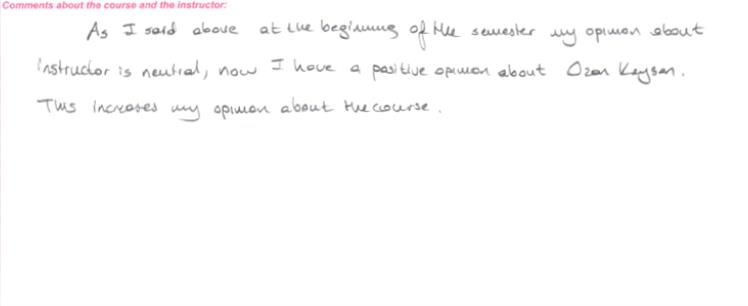 Comments about the course and the instructor:
As I said above at the beginning of the semester my opinion about
instructor is neutral, now I have a positive opinion about Ozan Keysan.
This increases my opinion about the course.